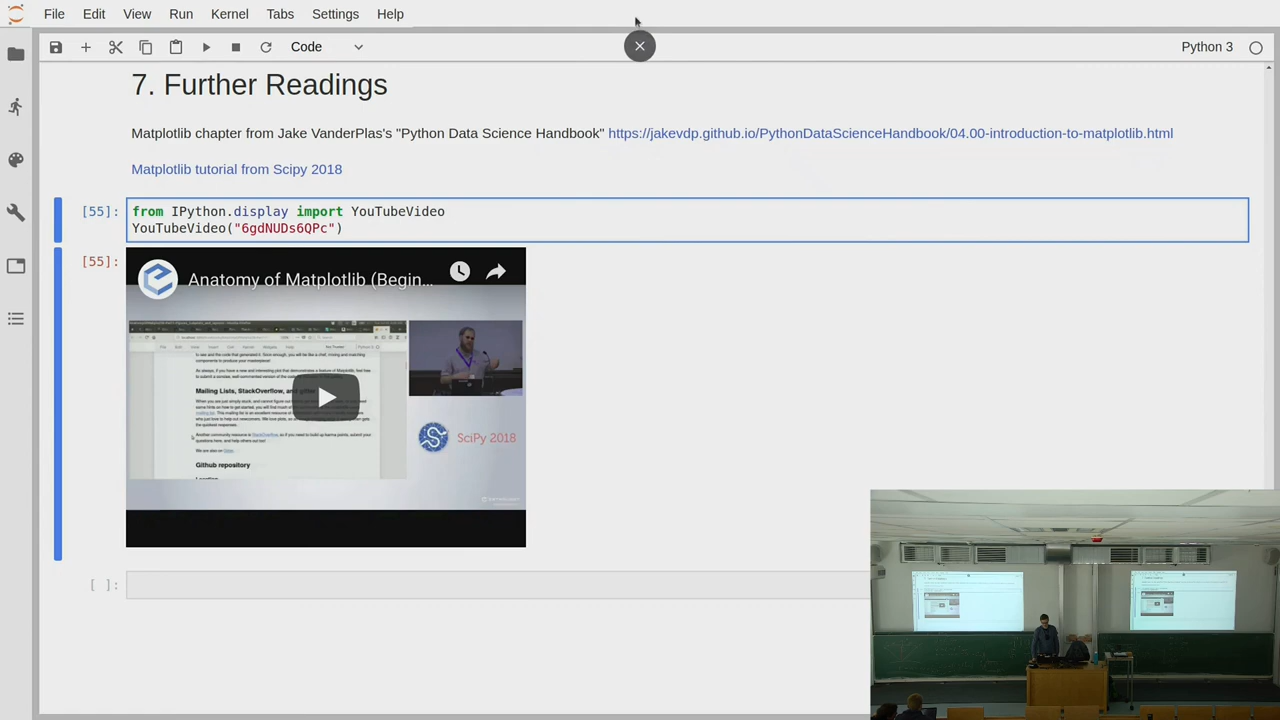 File Edit View Run Kernel Tabs Settings Help
Code
Python 3
7. Further Readings
Matplotlib chapter from Jake VanderPlas's "Python Data Science Handbook" https://jakevdp.github.io/PythonDataScienceHandbook/04.00-introduction-to-matplotlib.html
Matplotlib tutorial from Scipy 2018
[55]:
from IPython.display import YouTubeVideo
YouTubeVideo("6gdNUDs6QPc")
[55]:
Anatomy of Matplotlib (Begin...
Mailing Lists, StackOverflow, and
Github repository
SciPy 2018
[ ]: